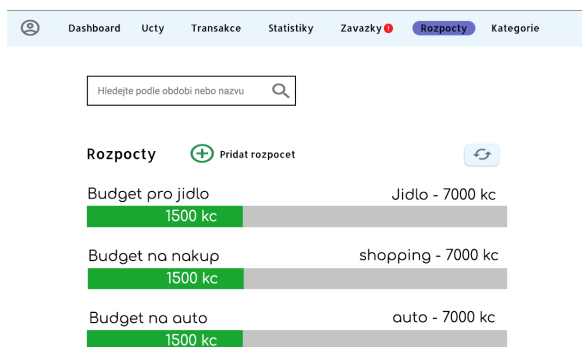 Dashboard Ucty Transakce Statistiky Zavazky Rozpocty Kategorie
Hledejte podle obdobi nebo nazvu
Rozpocty Pridat rozpocet
Budget pro jidlo Jidlo - 7000 kc
1500 kc
Budget na nakup shopping - 7000 kc
1500 kc
Budget na auto auto - 7000 kc
1500 kc